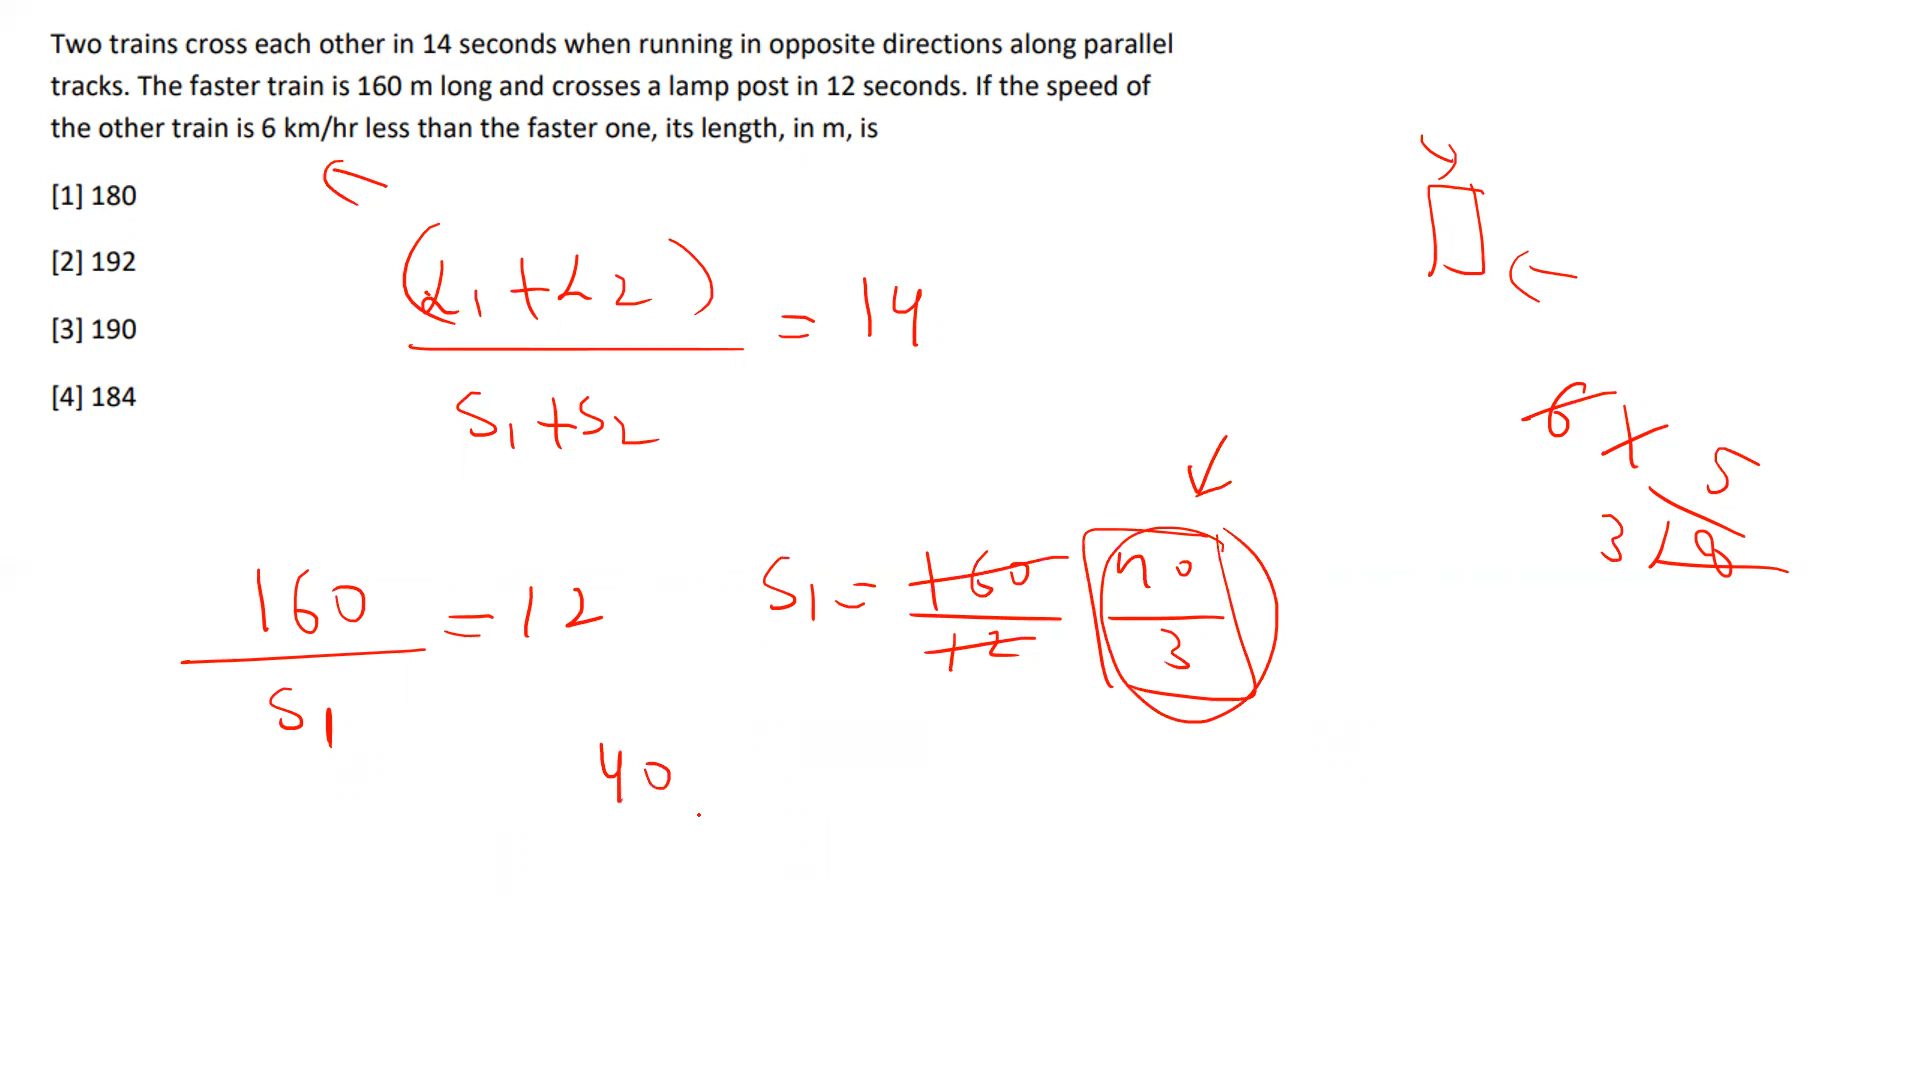 Two trains cross each other in 14 seconds when running in opposite directions along parallel
tracks. The faster train is 160 m long and crosses a lamp post in 12 seconds. If the speed of
the other train is 6 km/hr less than the faster one, its length, in m, is
[1] 180
[2] 192
[3] 190
[4] 184
(L1 + L2)
= 14
S1 + S2
6 × 5
3 18
160
= 12
S1
S1 = 160 40
12 3
40